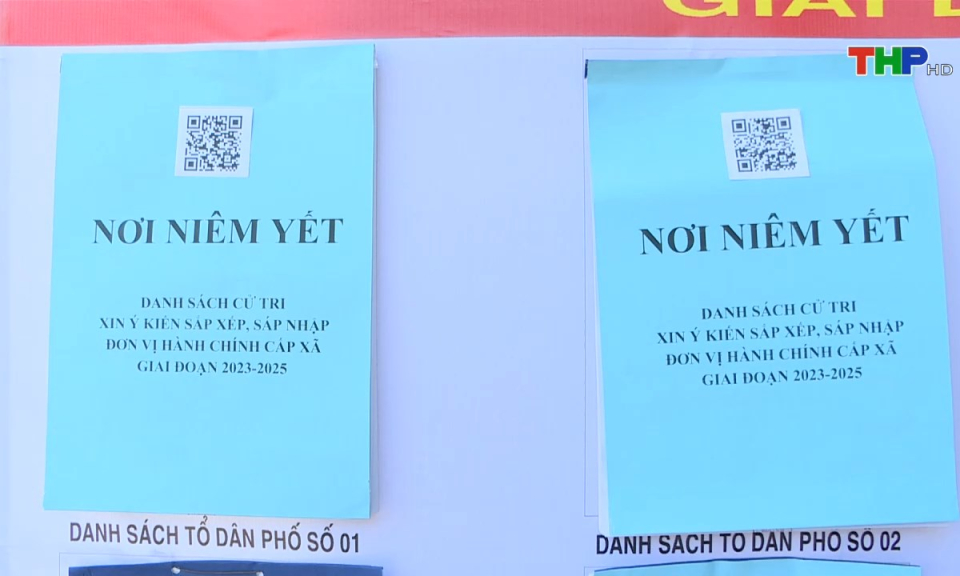 THP HD
NƠI NIÊM YẾT
DANH SÁCH CỬ TRI
XIN Ý KIẾN SẮP XẾP, SÁP NHẬP
ĐƠN VỊ HÀNH CHÍNH CẤP XÃ
GIAI ĐOẠN 2023-2025
DANH SÁCH TỔ DÂN PHỐ SỐ 01
NƠI NIÊM YẾT
DANH SÁCH CỬ TRI
XIN Ý KIẾN SẮP XẾP, SÁP NHẬP
ĐƠN VỊ HÀNH CHÍNH CẤP XÃ
GIAI ĐOẠN 2023-2025
DANH SÁCH TỔ DÂN PHỐ SỐ 02